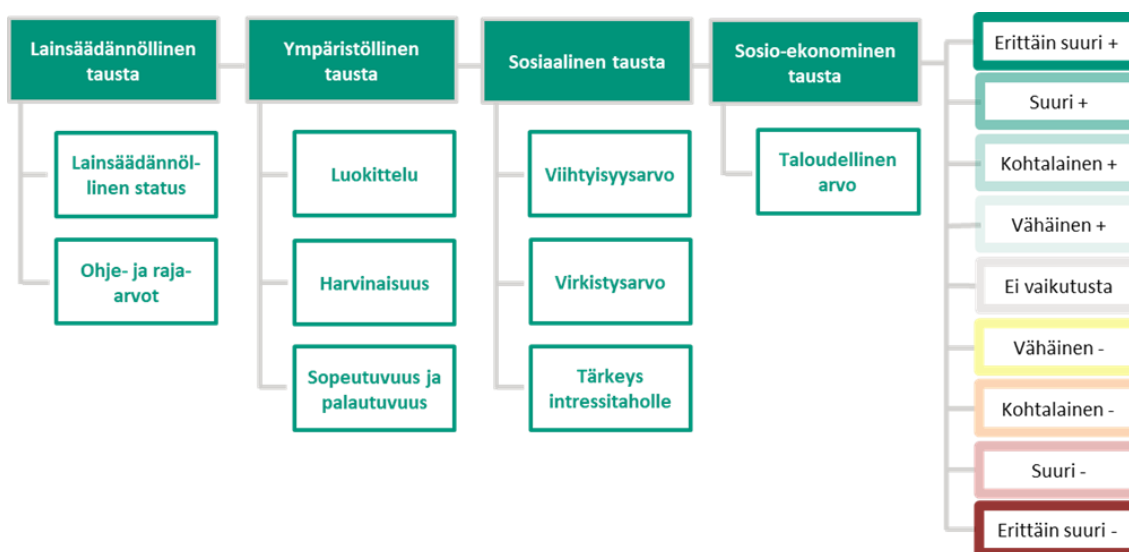 Lainsäädännöllinen
tausta
Lainsäädännöl-
linen status
Ohje- ja raja-
arvot
Ympäristöllinen
tausta
Luokittelu
Harvinaisuus
Sopeutuvuus ja
palautuvuus
Sosiaalinen tausta
Viihtyisyysarvo
Virkistysarvo
Tärkeys
intressitaholle
Sosio-ekonominen
tausta
Taloudellinen
arvo
Erittäin suuri +
Suuri +
Kohtalainen +
Vähäinen +
Ei vaikutusta
Vähäinen -
Kohtalainen -
Suuri -
Erittäin suuri -